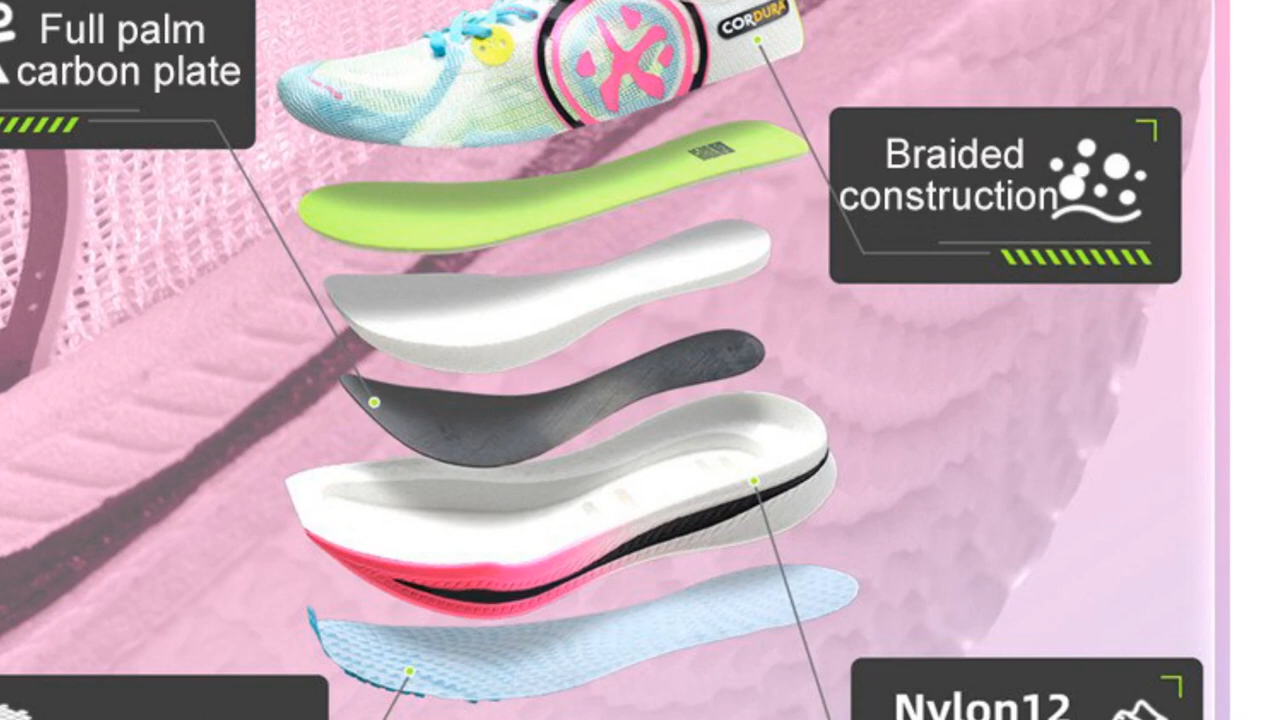 Full palm
carbon plate
CORDURA
Braided
construction
Nylon12